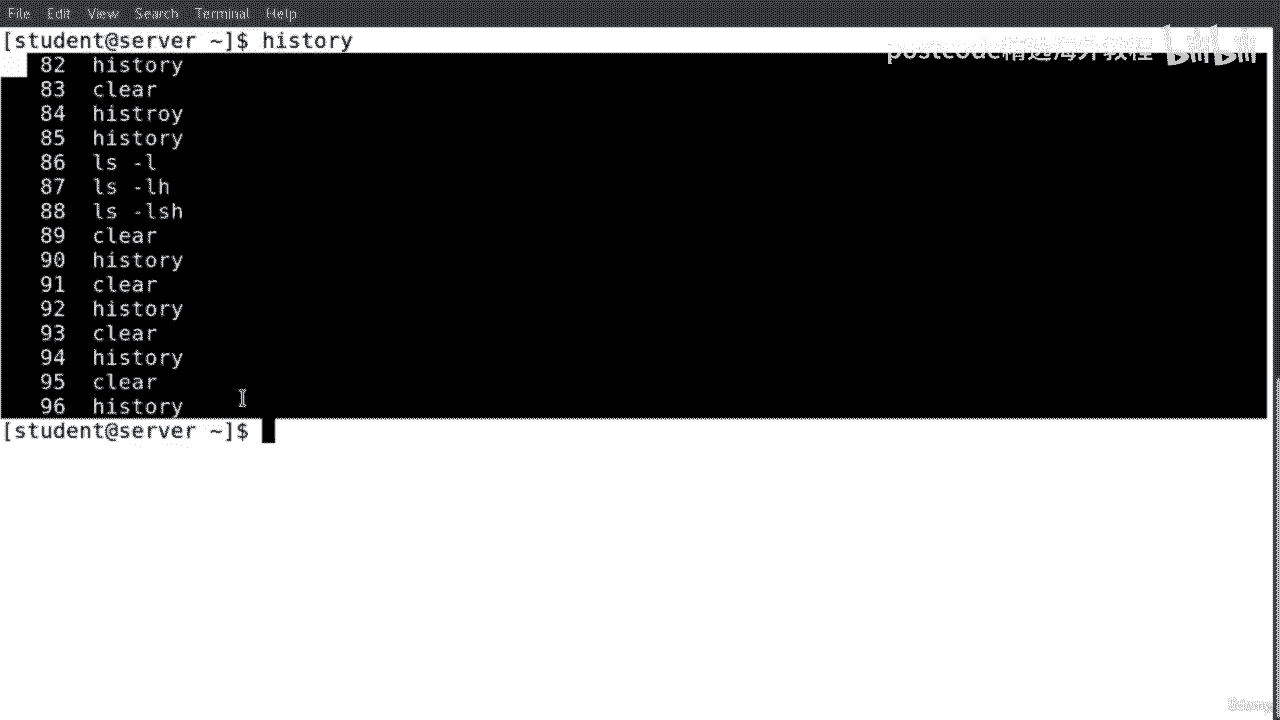 File Edit View Search Terminal Help
[student@server ~]$ history
82 history
83 clear
84 histroy
85 history
86 ls -l
87 ls -lh
88 ls -lsh
89 clear
90 history
91 clear
92 history
93 clear
94 history
95 clear
96 history
[student@server ~]$
postcode精选海外教程 bilibili
Udemy